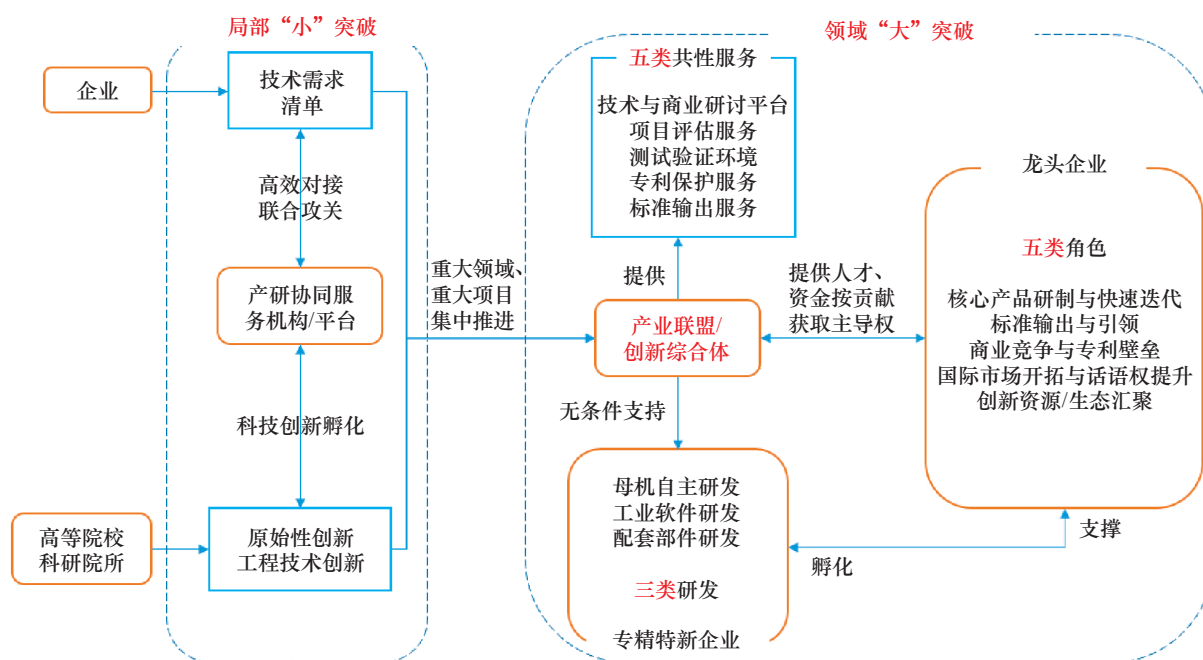 局部“小”突破
企业
技术需求
清单
高效对接
联合攻关
产研协同服
务机构/平台
科技创新孵化
高等院校
科研院所
原始性创新
工程技术创新
重大领域、
重大项目
集中推进
领域“大”突破
五类共性服务
技术与商业研讨平台
项目评估服务
测试验证环境
专利保护服务
标准输出服务
提供
产业联盟/
创新综合体
提供人才、
资金按贡献
获取主导权
无条件支持
母机自主研发
工业软件研发
配套部件研发
三类研发
专精特新企业
龙头企业
五类角色
核心产品研制与快速迭代
标准输出与引领
商业竞争与专利壁垒
国际市场开拓与话语权提升
创新资源/生态汇聚
支撑
孵化